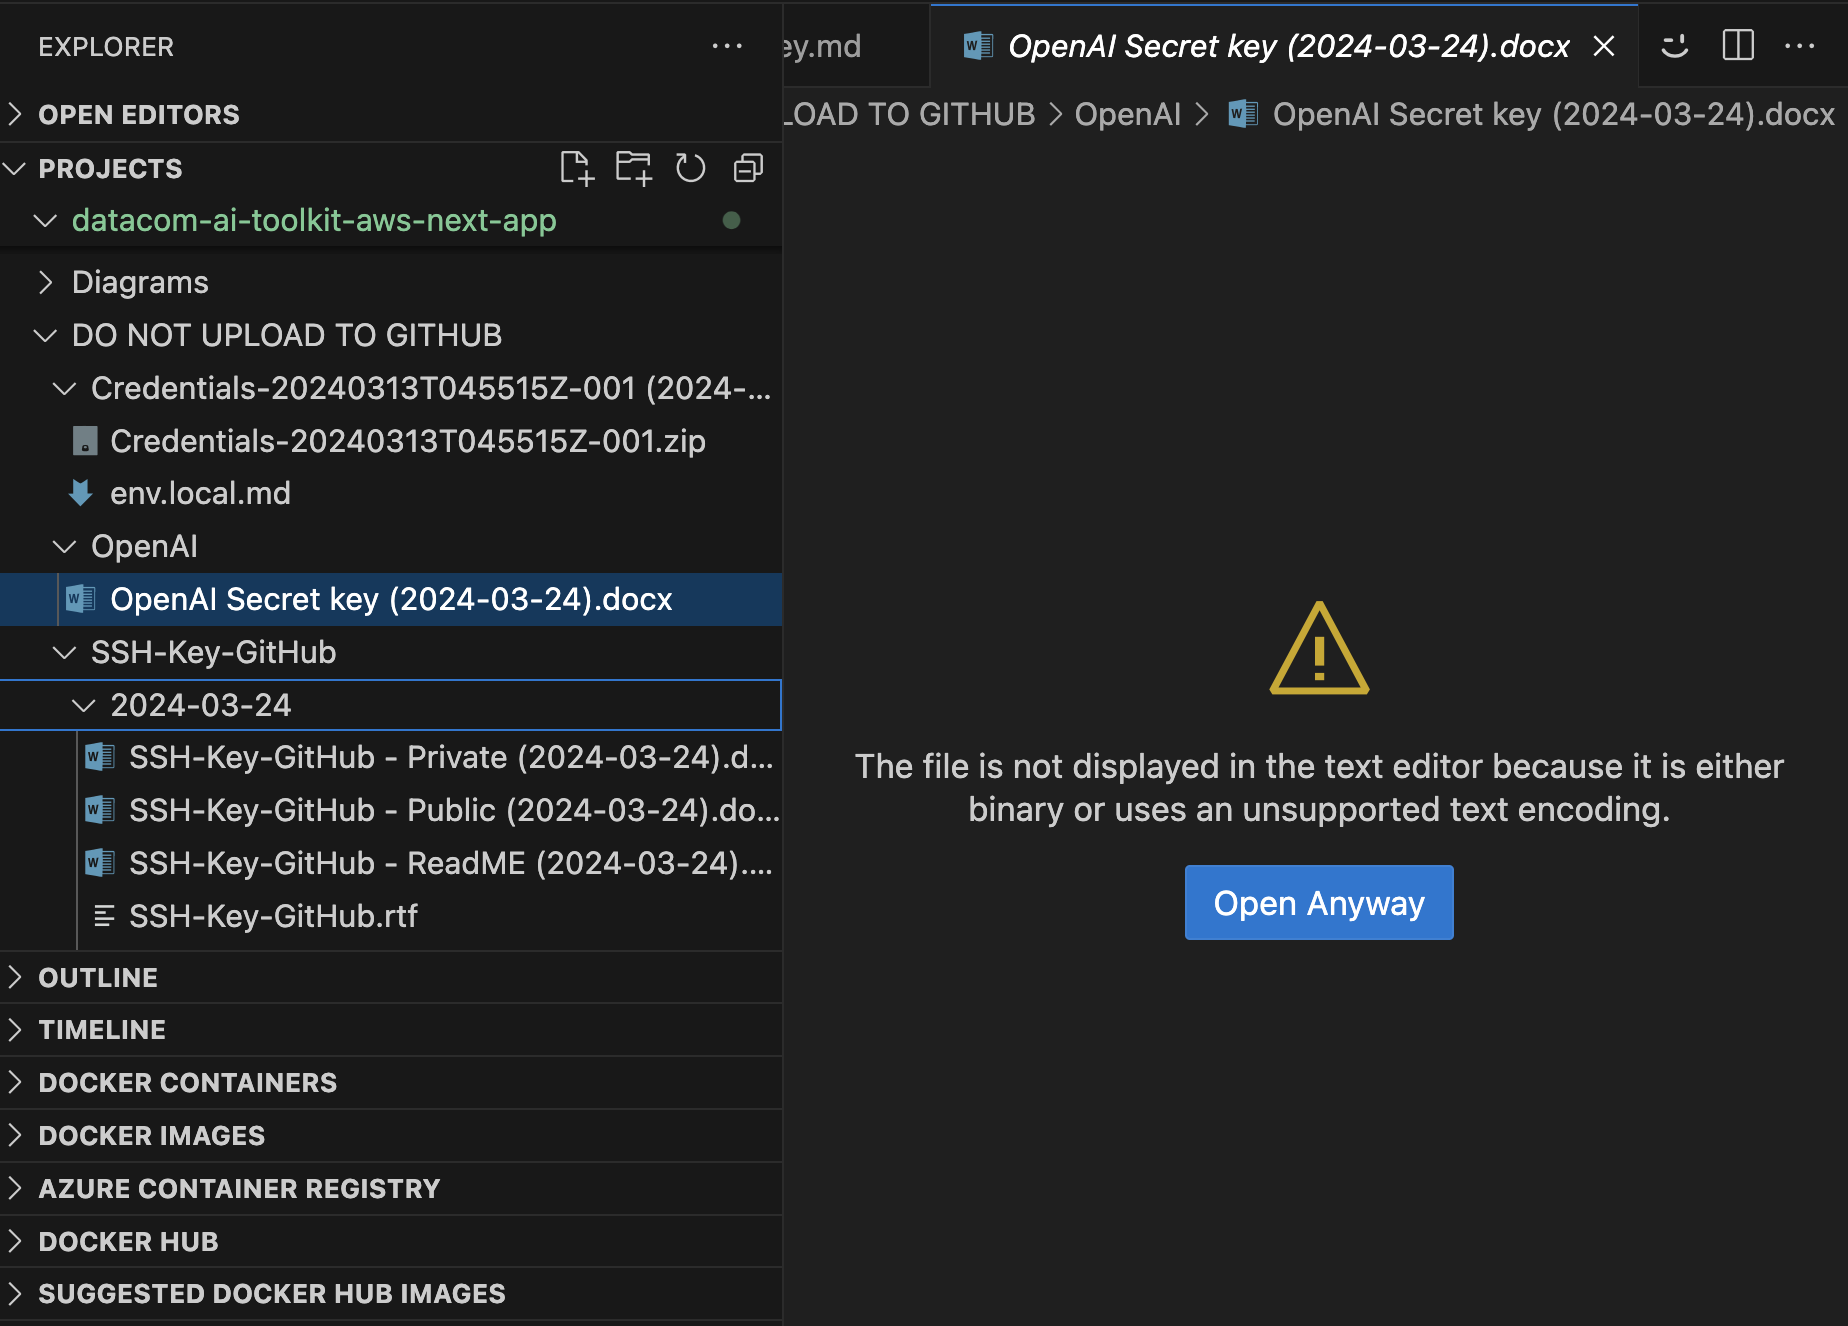 EXPLORER
OPEN EDITORS
PROJECTS
datacom-ai-toolkit-aws-next-app
Diagrams
DO NOT UPLOAD TO GITHUB
Credentials-20240313T045515Z-001 (2024-...
Credentials-20240313T045515Z-001.zip
env.local.md
OpenAI
OpenAI Secret key (2024-03-24).docx
SSH-Key-GitHub
2024-03-24
SSH-Key-GitHub - Private (2024-03-24).d...
SSH-Key-GitHub - Public (2024-03-24).do...
SSH-Key-GitHub - ReadME (2024-03-24)....
SSH-Key-GitHub.rtf
OUTLINE
TIMELINE
DOCKER CONTAINERS
DOCKER IMAGES
AZURE CONTAINER REGISTRY
DOCKER HUB
SUGGESTED DOCKER HUB IMAGES
ey.md
OpenAI Secret key (2024-03-24).docx
LOAD TO GITHUB > OpenAI > OpenAI Secret key (2024-03-24).docx
The file is not displayed in the text editor because it is either
binary or uses an unsupported text encoding.
Open Anyway